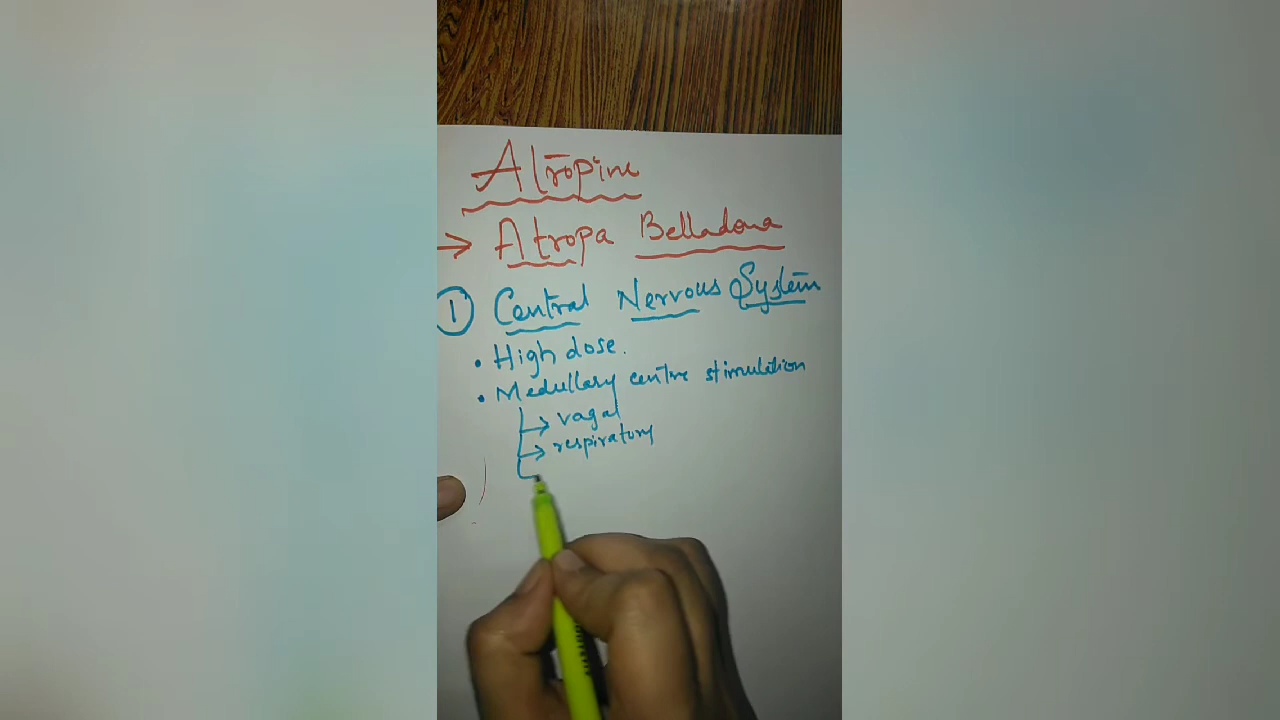 Atropine
→ Atropa Belladona
① Central Nervous System
• High dose.
• Medullary centre stimulation
→ vagal
→ respiratory